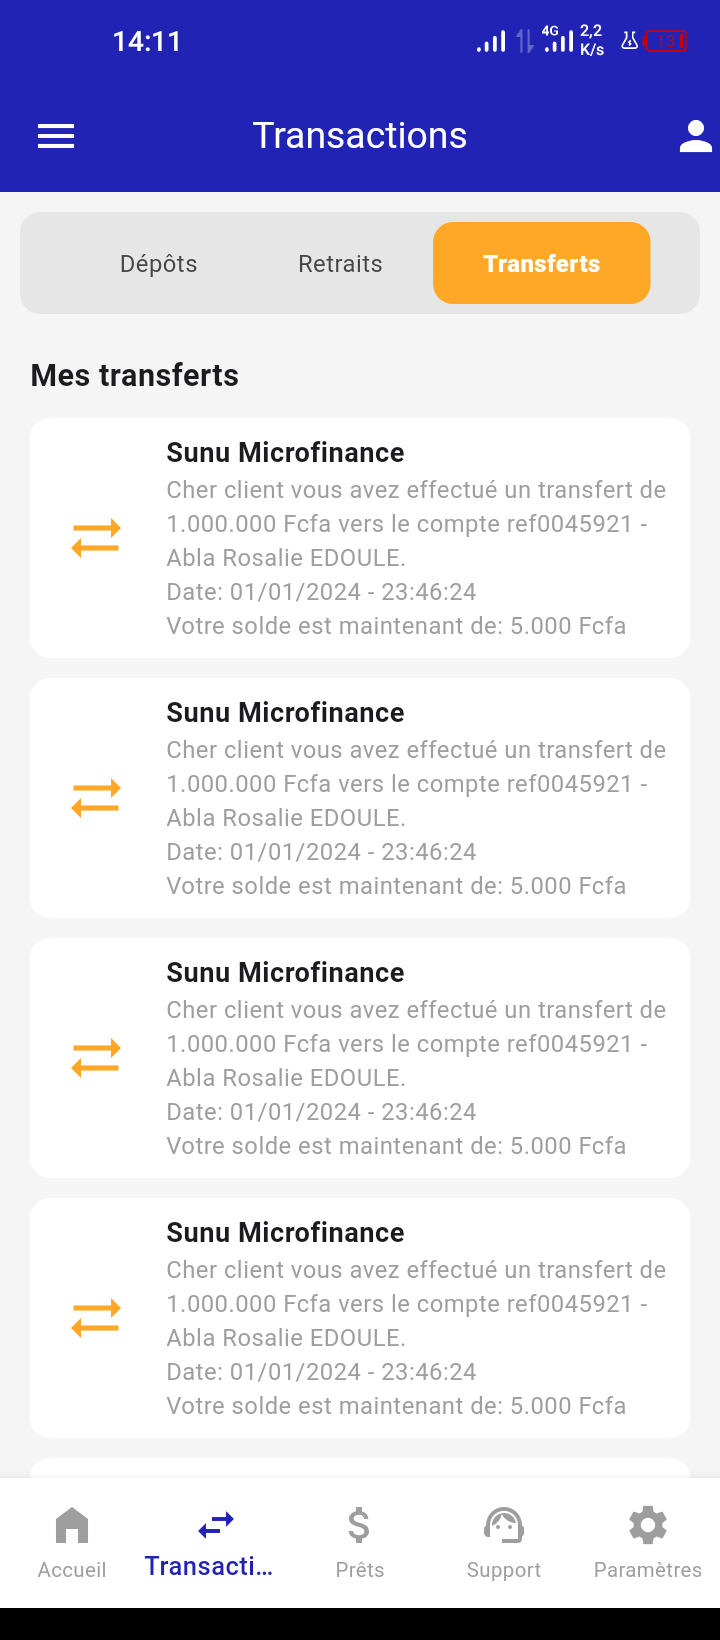 14:11
4G
2,2
K/s
13
Transactions
Dépôts
Retraits
Transferts
Mes transferts
Sunu Microfinance
Cher client vous avez effectué un transfert de
1.000.000 Fcfa vers le compte ref0045921 -
Abla Rosalie EDOULE.
Date: 01/01/2024 - 23:46:24
Votre solde est maintenant de: 5.000 Fcfa
Sunu Microfinance
Cher client vous avez effectué un transfert de
1.000.000 Fcfa vers le compte ref0045921 -
Abla Rosalie EDOULE.
Date: 01/01/2024 - 23:46:24
Votre solde est maintenant de: 5.000 Fcfa
Sunu Microfinance
Cher client vous avez effectué un transfert de
1.000.000 Fcfa vers le compte ref0045921 -
Abla Rosalie EDOULE.
Date: 01/01/2024 - 23:46:24
Votre solde est maintenant de: 5.000 Fcfa
Sunu Microfinance
Cher client vous avez effectué un transfert de
1.000.000 Fcfa vers le compte ref0045921 -
Abla Rosalie EDOULE.
Date: 01/01/2024 - 23:46:24
Votre solde est maintenant de: 5.000 Fcfa
Accueil
Transacti...
Prêts
Support
Paramètres